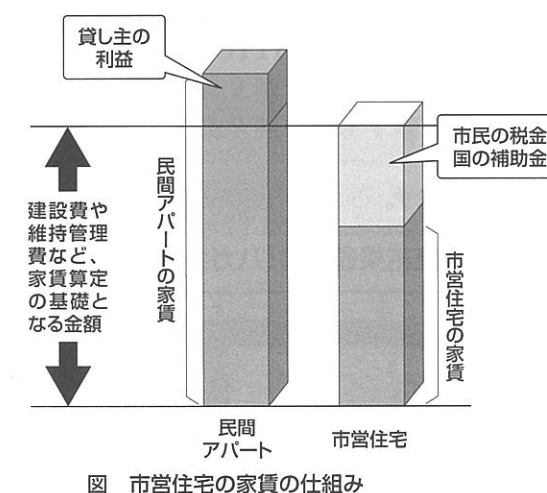 貸し主の
利益
市民の税金
国の補助金
建設費や
維持管理
費など、
家賃算定
の基礎と
なる金額
民間アパートの家賃
市営住宅の家賃
民間
アパート
市営住宅
図 市営住宅の家賃の仕組み